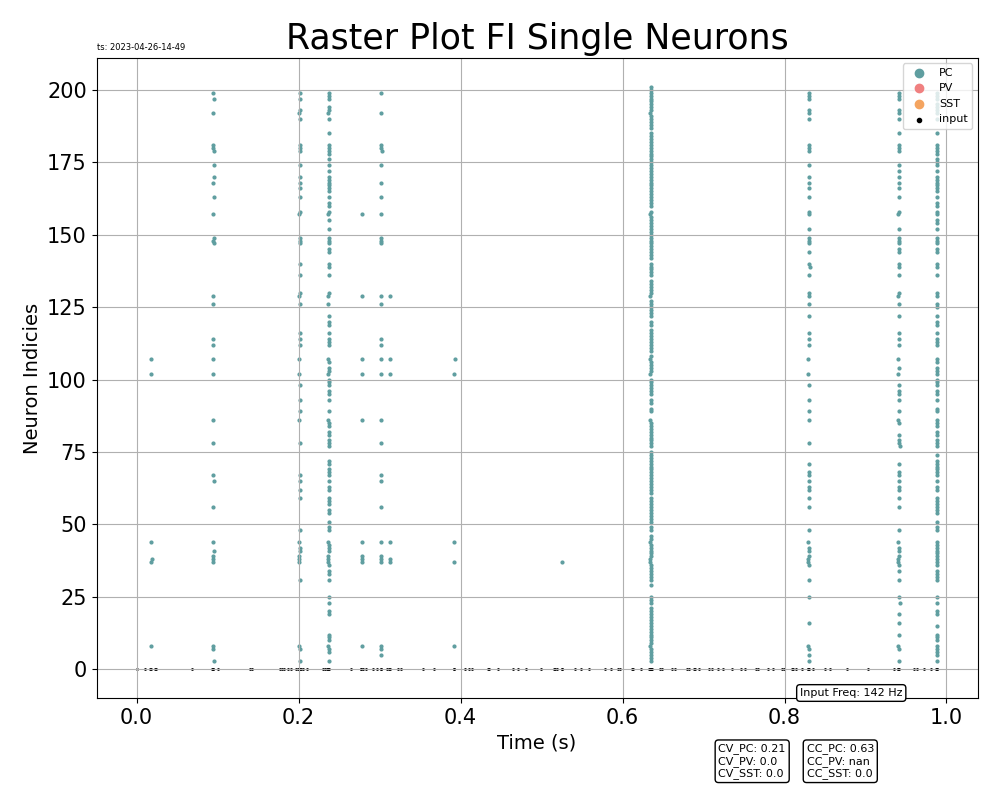 Raster Plot FI Single Neurons
ts: 2023-04-26-14-49
PC
PV
SST
input
200
175
150
125
100
75
50
25
0
Neuron Indicies
Input Freq: 142 Hz
0.0 0.2 0.4 0.6 0.8 1.0
Time (s)
CV_PC: 0.21
CV_PV: 0.0
CV_SST: 0.0
CC_PC: 0.63
CC_PV: nan
CC_SST: 0.0